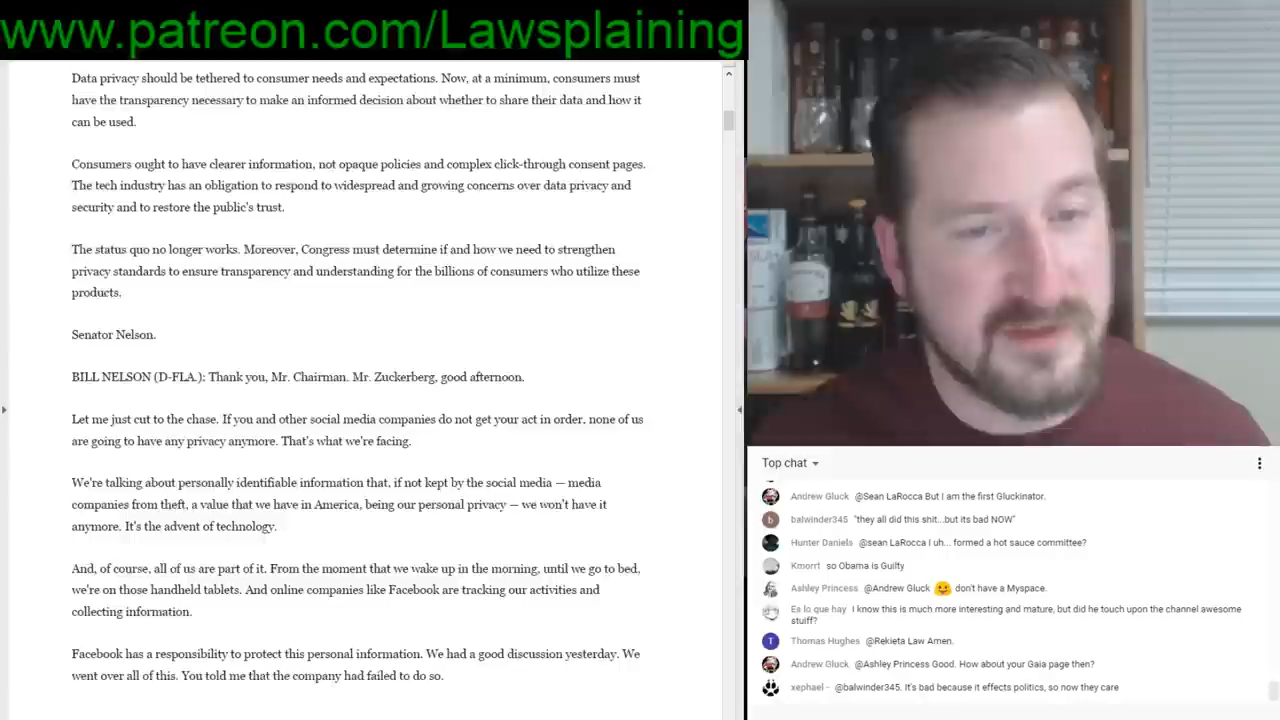 www.patreon.com/Lawsplaining
Data privacy should be tethered to consumer needs and expectations. Now, at a minimum, consumers must
have the transparency necessary to make an informed decision about whether to share their data and how it
can be used.
Consumers ought to have clearer information, not opaque policies and complex click-through consent pages.
The tech industry has an obligation to respond to widespread and growing concerns over data privacy and
security and to restore the public's trust.
The status quo no longer works. Moreover, Congress must determine if and how we need to strengthen
privacy standards to ensure transparency and understanding for the billions of consumers who utilize these
products.
Senator Nelson.
BILL NELSON (D-FLA.): Thank you, Mr. Chairman. Mr. Zuckerberg, good afternoon.
Let me just cut to the chase. If you and other social media companies do not get your act in order, none of us
are going to have any privacy anymore. That's what we're facing.
We're talking about personally identifiable information that, if not kept by the social media — media
companies from theft, a value that we have in America, being our personal privacy — we won't have it
anymore. It's the advent of technology.
And, of course, all of us are part of it. From the moment that we wake up in the morning, until we go to bed,
we're on those handheld tablets. And online companies like Facebook are tracking our activities and
collecting information.
Facebook has a responsibility to protect this personal information. We had a good discussion yesterday. We
went over all of this. You told me that the company had failed to do so.
Top chat
Andrew Gluck @Sean LaRocca But I am the first Gluckinator.
balwinder345 "they all did this shit...but its bad NOW"
Hunter Daniels @sean LaRocca I uh... formed a hot sauce committee?
Kmorr1 so Obama is Guilty
Ashley Princess @Andrew Gluck don't have a Myspace.
Es lo que hay I know this is much more interesting and mature, but did he touch upon the channel awesome
stuiff?
Thomas Hughes @Rekieta Law Amen.
Andrew Gluck @Ashley Princess Good. How about your Gaia page then?
xephael - @balwinder345. It's bad because it effects politics, so now they care